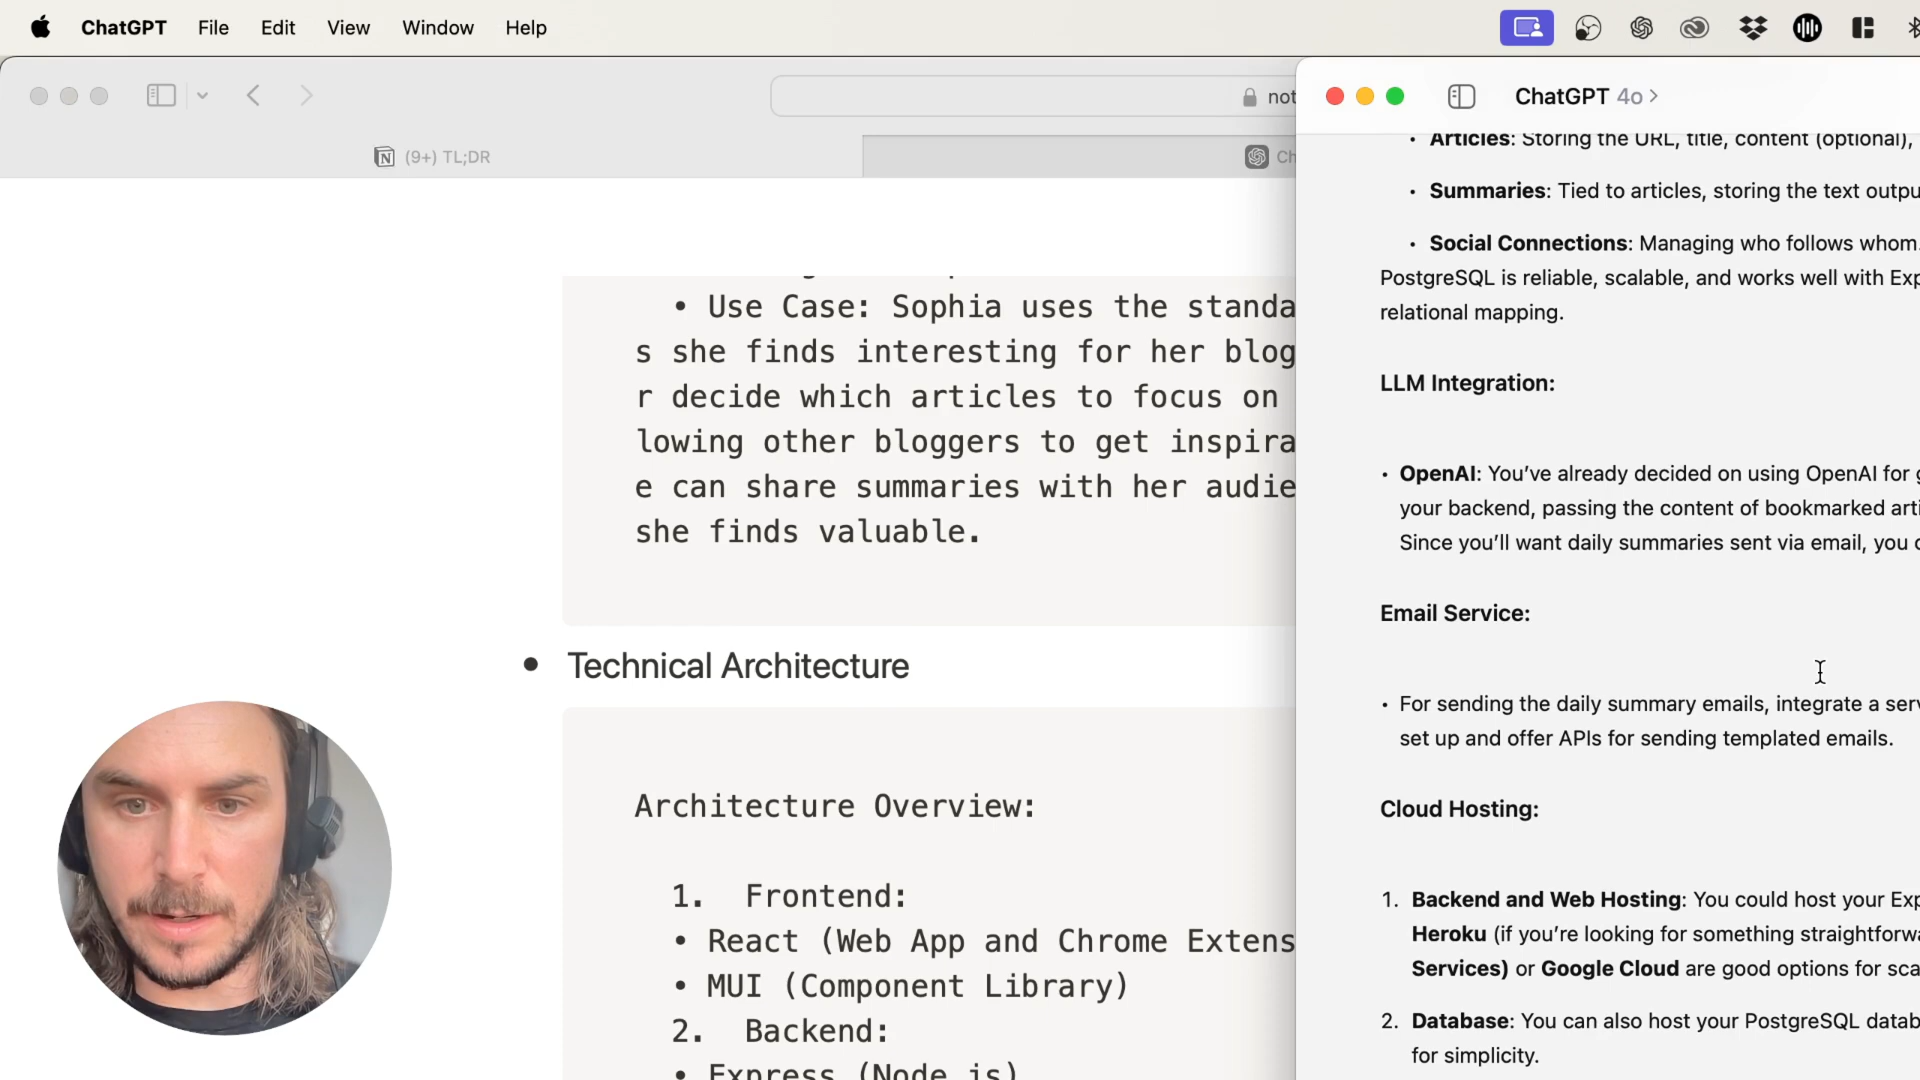 ChatGPT File Edit View Window Help
not
(9+) TL;DR
Ch
• Use Case: Sophia uses the standa
s she finds interesting for her blog
r decide which articles to focus on
lowing other bloggers to get inspira
e can share summaries with her audie
she finds valuable.
• Technical Architecture
Architecture Overview:
1. Frontend:
• React (Web App and Chrome Extens
• MUI (Component Library)
2. Backend:
• Express (Node.js)
ChatGPT 4o >
• Articles: Storing the URL, title, content (optional),
• Summaries: Tied to articles, storing the text outpu
• Social Connections: Managing who follows whom.
PostgreSQL is reliable, scalable, and works well with Exp
relational mapping.
LLM Integration:
• OpenAI: You’ve already decided on using OpenAI for g
your backend, passing the content of bookmarked arti
Since you’ll want daily summaries sent via email, you c
Email Service:
• For sending the daily summary emails, integrate a serv
set up and offer APIs for sending templated emails.
Cloud Hosting:
1. Backend and Web Hosting: You could host your Exp
Heroku (if you’re looking for something straightforwa
Services) or Google Cloud are good options for sca
2. Database: You can also host your PostgreSQL datab
for simplicity.